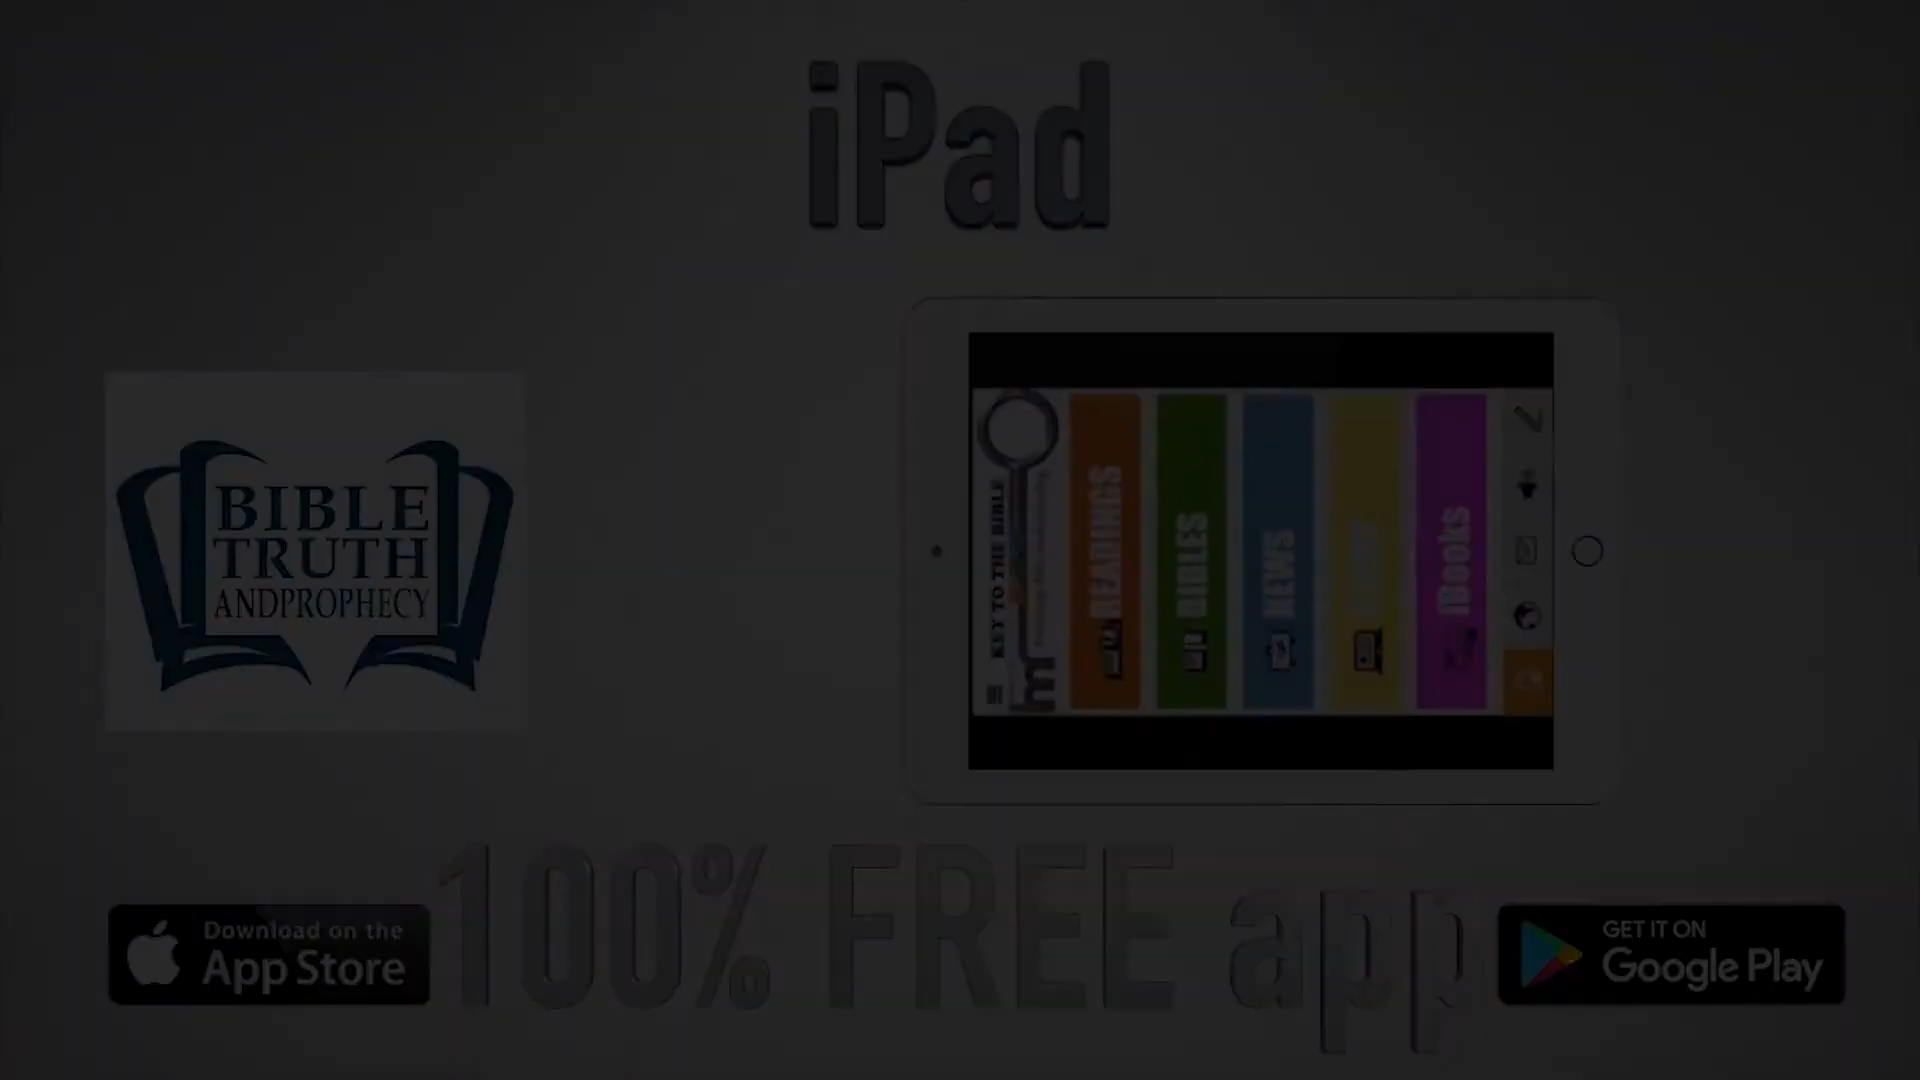 iPad
BIBLE
TRUTH
ANDPROPHECY
KEY TO THE BIBLE
READINGS
BIBLES
NEWS
iBooks
100% FREE app
Download on the
App Store
GET IT ON
Google Play